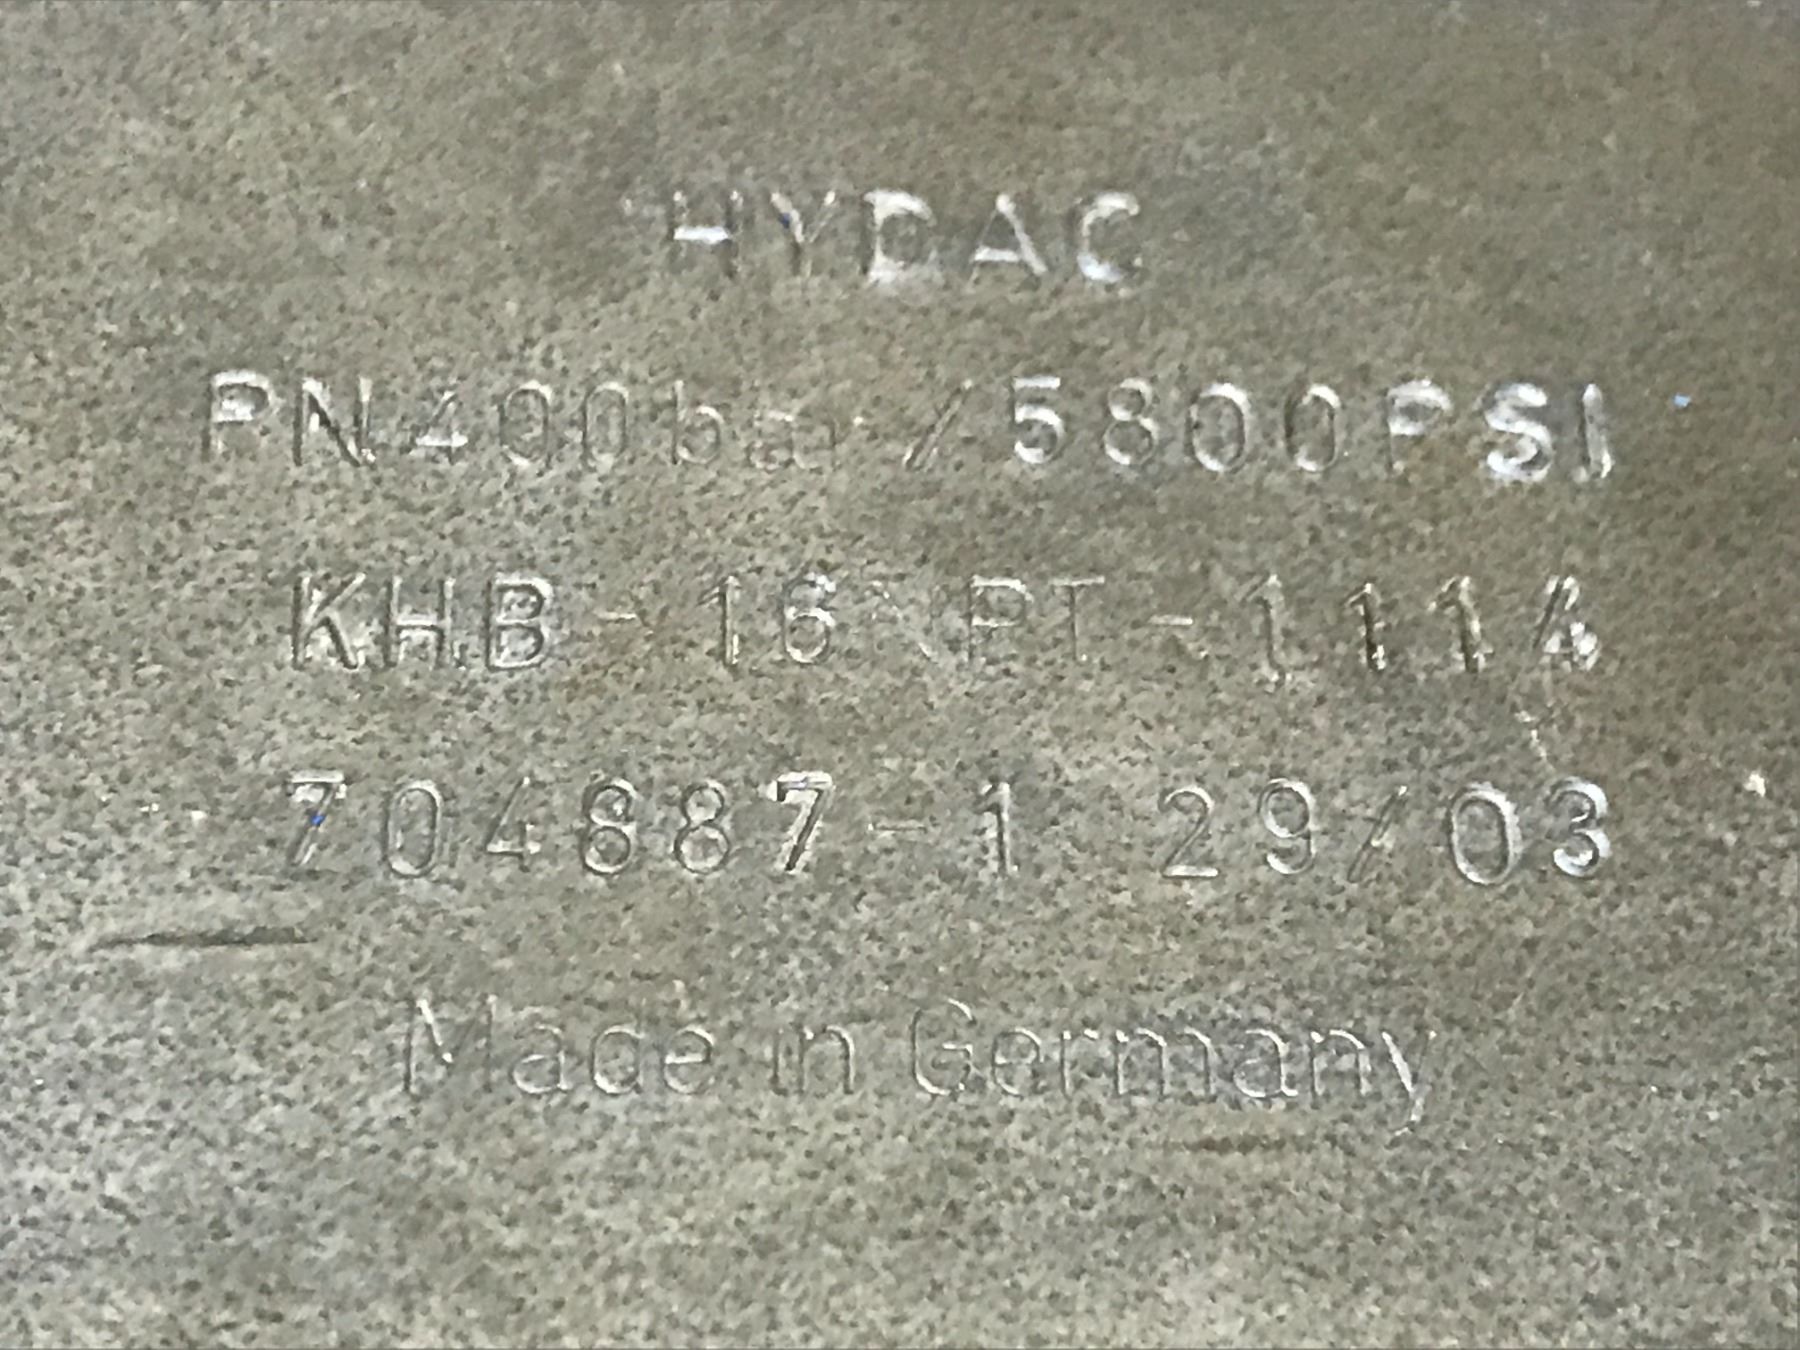 HYDAC
PN400bar/5800PSI
KHB-16NPT-1114
704887-1 29/03
Made in Germany